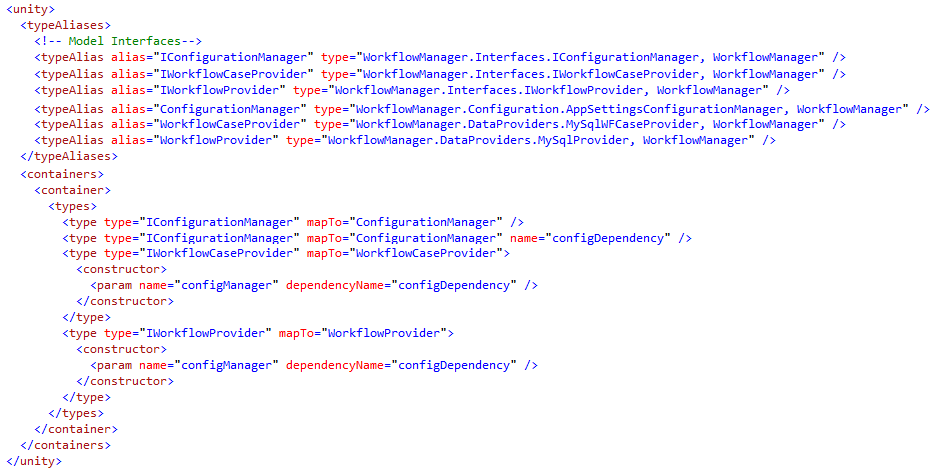 <unity>
  <typeAliases>
    <!-- Model Interfaces-->
    <typeAlias alias="IConfigurationManager" type="WorkflowManager.Interfaces.IConfigurationManager, WorkflowManager" />
    <typeAlias alias="IWorkflowCaseProvider" type="WorkflowManager.Interfaces.IWorkflowCaseProvider, WorkflowManager" />
    <typeAlias alias="IWorkflowProvider" type="WorkflowManager.Interfaces.IWorkflowProvider, WorkflowManager" />
    <typeAlias alias="ConfigurationManager" type="WorkflowManager.Configuration.AppSettingsConfigurationManager, WorkflowManager" />
    <typeAlias alias="WorkflowCaseProvider" type="WorkflowManager.DataProviders.MySqlWFCaseProvider, WorkflowManager" />
    <typeAlias alias="WorkflowProvider" type="WorkflowManager.DataProviders.MySqlProvider, WorkflowManager" />
  </typeAliases>
  <containers>
    <container>
      <types>
        <type type="IConfigurationManager" mapTo="ConfigurationManager" />
        <type type="IConfigurationManager" mapTo="ConfigurationManager" name="configDependency" />
        <type type="IWorkflowCaseProvider" mapTo="WorkflowCaseProvider">
          <constructor>
            <param name="configManager" dependencyName="configDependency" />
          </constructor>
        </type>
        <type type="IWorkflowProvider" mapTo="WorkflowProvider">
          <constructor>
            <param name="configManager" dependencyName="configDependency" />
          </constructor>
        </type>
      </types>
    </container>
  </containers>
</unity>